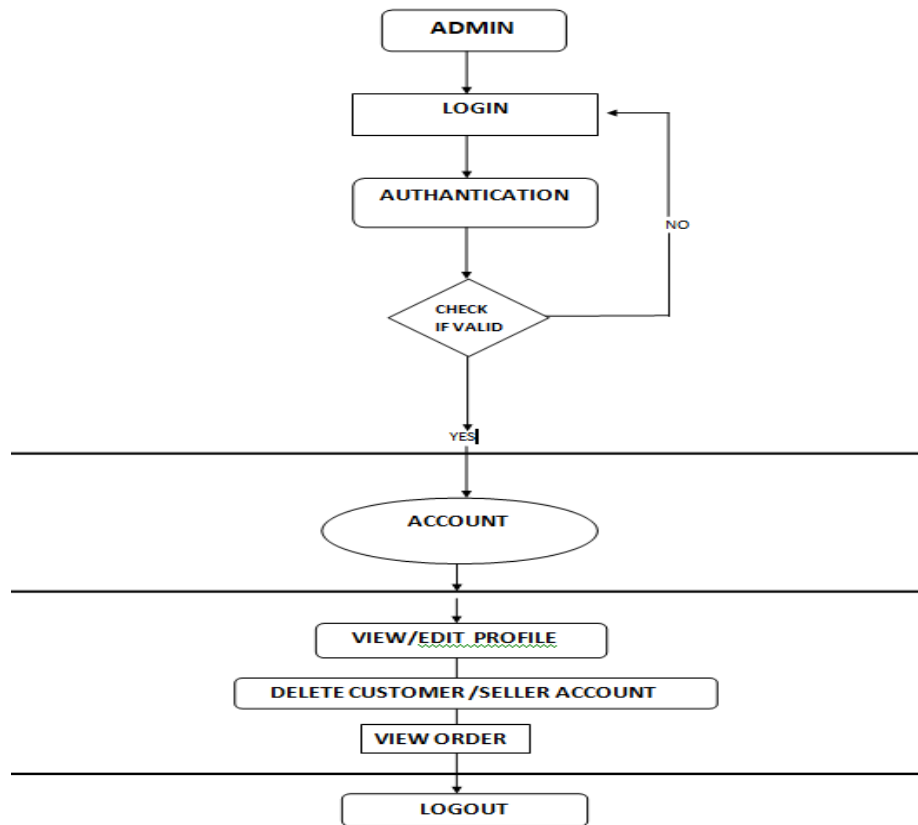 ADMIN
LOGIN
AUTHANTICATION
NO
CHECK
IF VALID
YES
ACCOUNT
VIEW/EDIT PROFILE
DELETE CUSTOMER /SELLER ACCOUNT
VIEW ORDER
LOGOUT